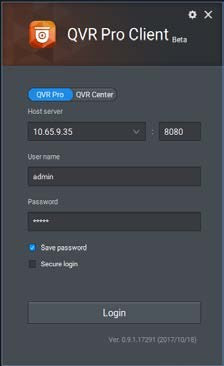 QVR Pro Client Beta
QVR Pro QVR Center
Host server
10.65.9.35 : 8080
User name
admin
Password
*****
Save password
Secure login
Login
Ver. 0.9.1.17291 (2017/10/18)